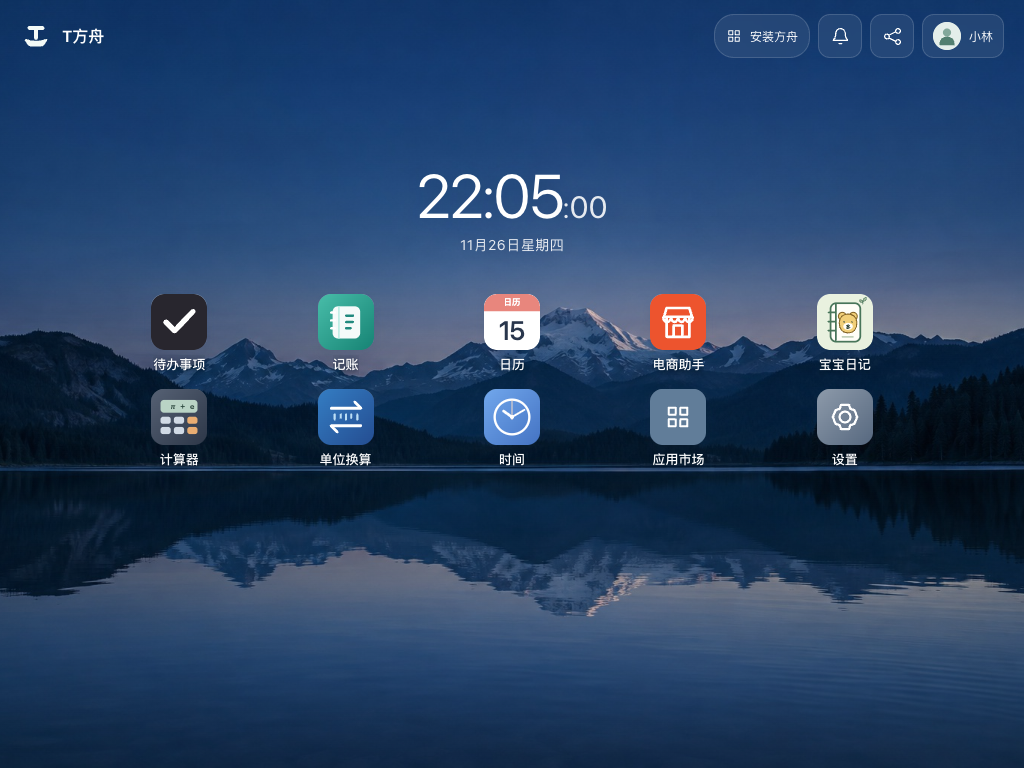 T方舟
安装方舟
小林
22:05:00
11月26日星期四
日历
15
待办事项
记账
日历
电商助手
宝宝日记
π + e
计算器
单位换算
时间
应用市场
设置